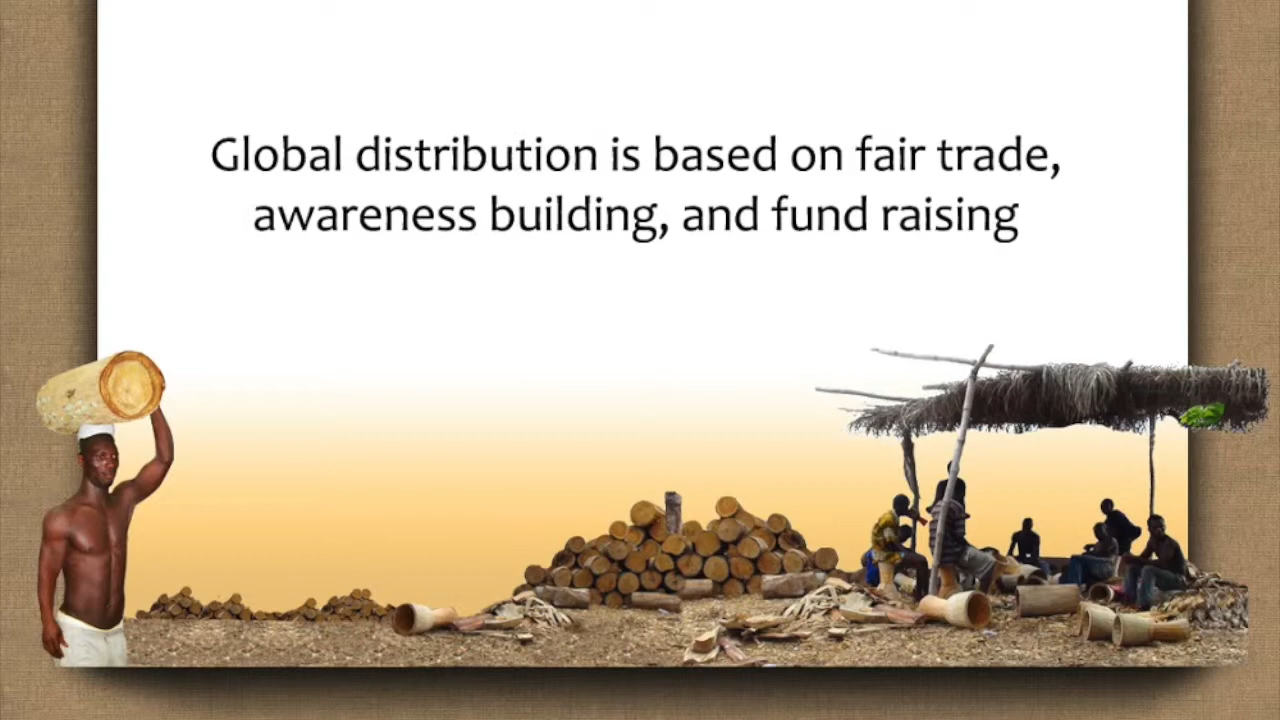 Global distribution is based on fair trade,
awareness building, and fund raising